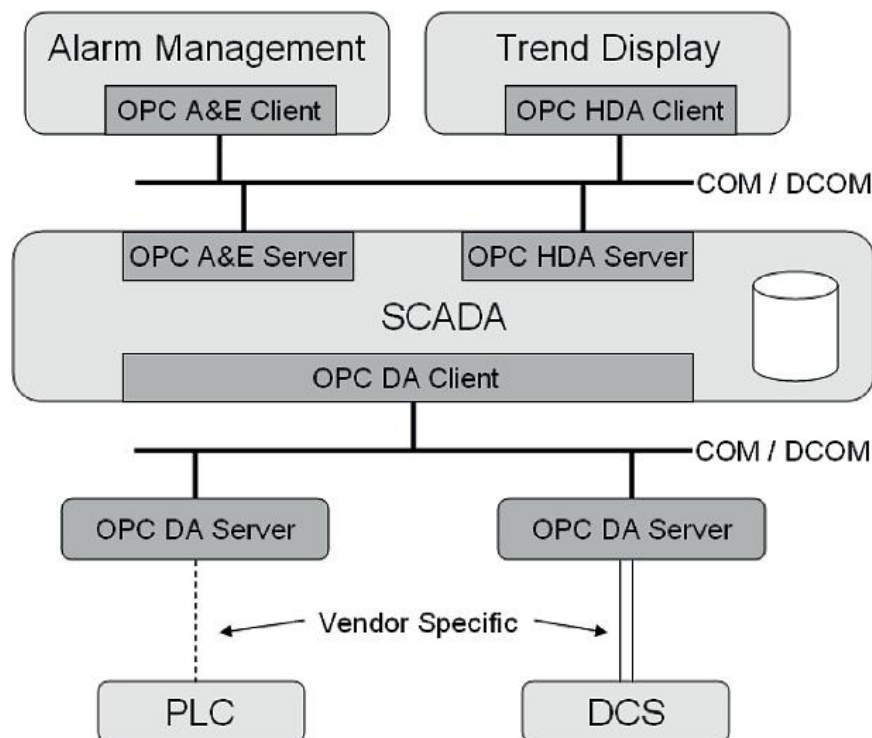 Alarm Management
Trend Display
OPC A&E Client
OPC HDA Client
COM / DCOM
OPC A&E Server
OPC HDA Server
SCADA
OPC DA Client
COM / DCOM
OPC DA Server
OPC DA Server
Vendor Specific
PLC
DCS